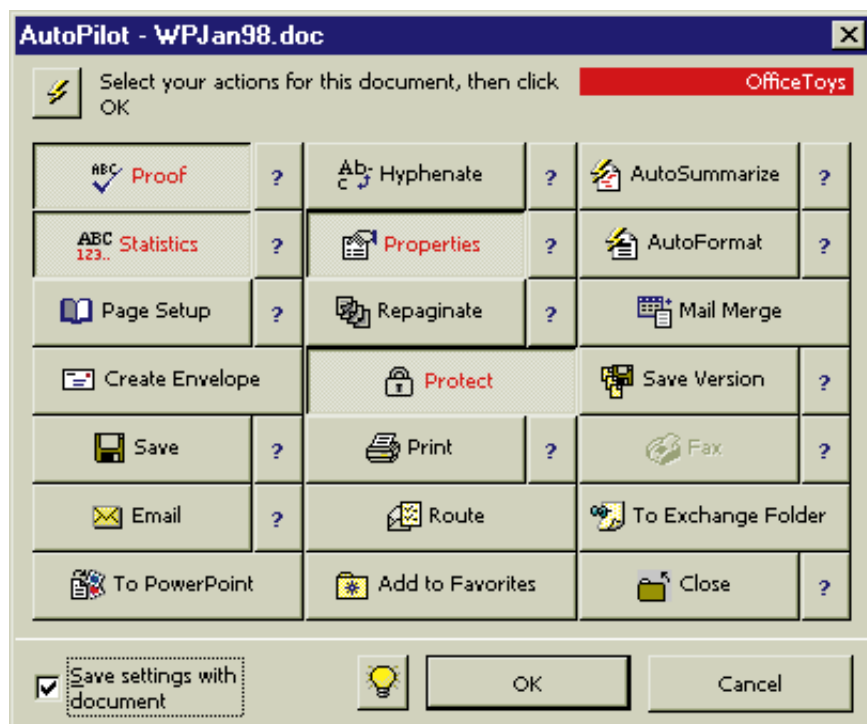 AutoPilot - WPJan98.doc
Select your actions for this document, then click
OK
OfficeToys
ABC Proof ? Ab-c Hyphenate ? AutoSummarize ?
ABC 123.. Statistics ? Properties ? AutoFormat ?
Page Setup ? Repaginate ? Mail Merge
Create Envelope Protect Save Version ?
Save ? Print ? Fax ?
Email ? Route To Exchange Folder
To PowerPoint Add to Favorites Close ?
Save settings with
document
OK Cancel